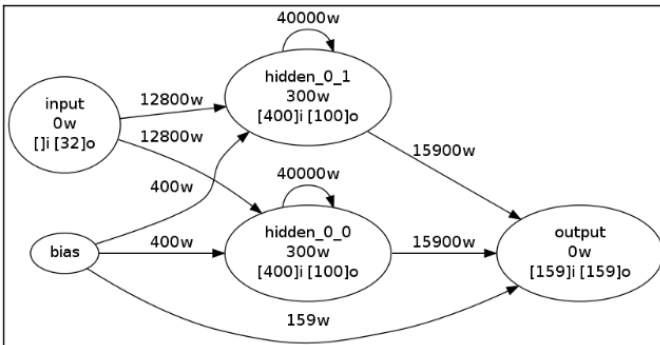 40000w
hidden_0_1
300w
[400]i [100]o
input
0w
[]i [32]o
12800w
12800w
15900w
400w
40000w
hidden_0_0
300w
[400]i [100]o
bias
400w
15900w
output
0w
[159]i [159]o
159w